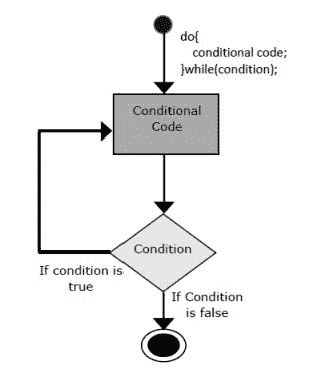 do{
conditional code;
}while(condition);
Conditional
Code
Condition
If condition is
true
If Condition
is false